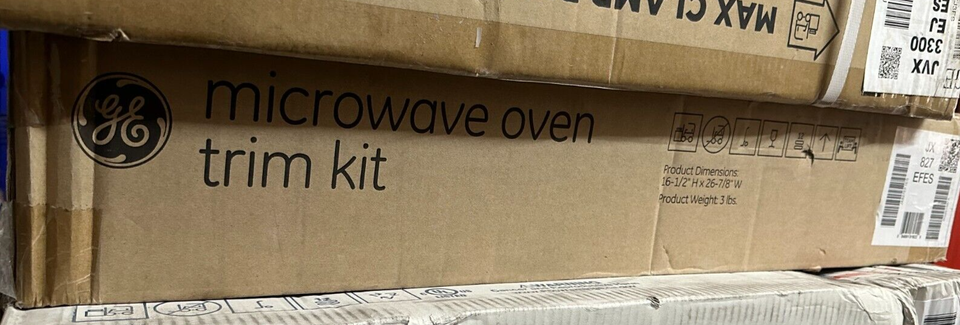 MAX CLAMP
JVX
3300
EJ
ES
GE
microwave oven
trim kit
Product Dimensions:
16-1/2" H x 26-7/8" W
Product Weight: 3 lbs.
JX
827
EFES
WARNING